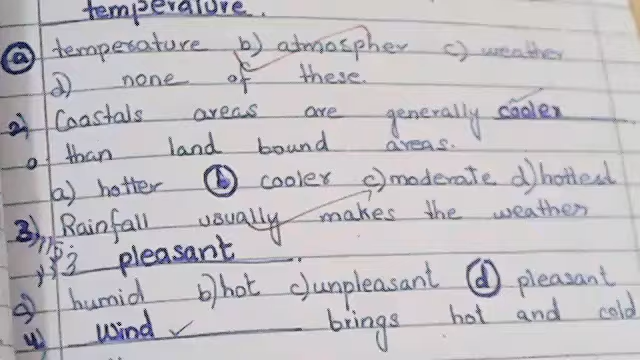 temperature.
a) temperature b) atmospher c) weather
d) none of these.
2) Coastals areas are generally cooler
than land bound areas.
a) hotter b) cooler c) moderate d) hottest
3) Rainfall usually makes the weather
pleasant.
a) humid b) hot c) unpleasant d) pleasant
4) Wind ✓ brings hot and cold